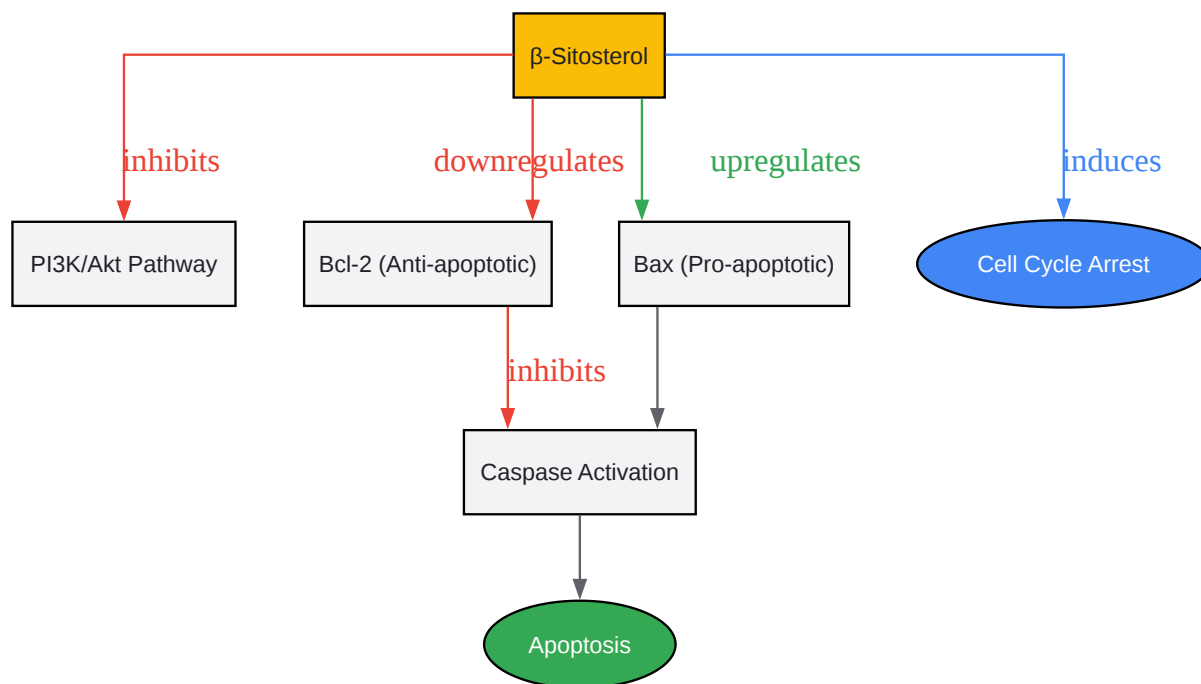 β-Sitosterol
inhibits
downregulates
upregulates
induces
PI3K/Akt Pathway
Bcl-2 (Anti-apoptotic)
Bax (Pro-apoptotic)
Cell Cycle Arrest
inhibits
Caspase Activation
Apoptosis